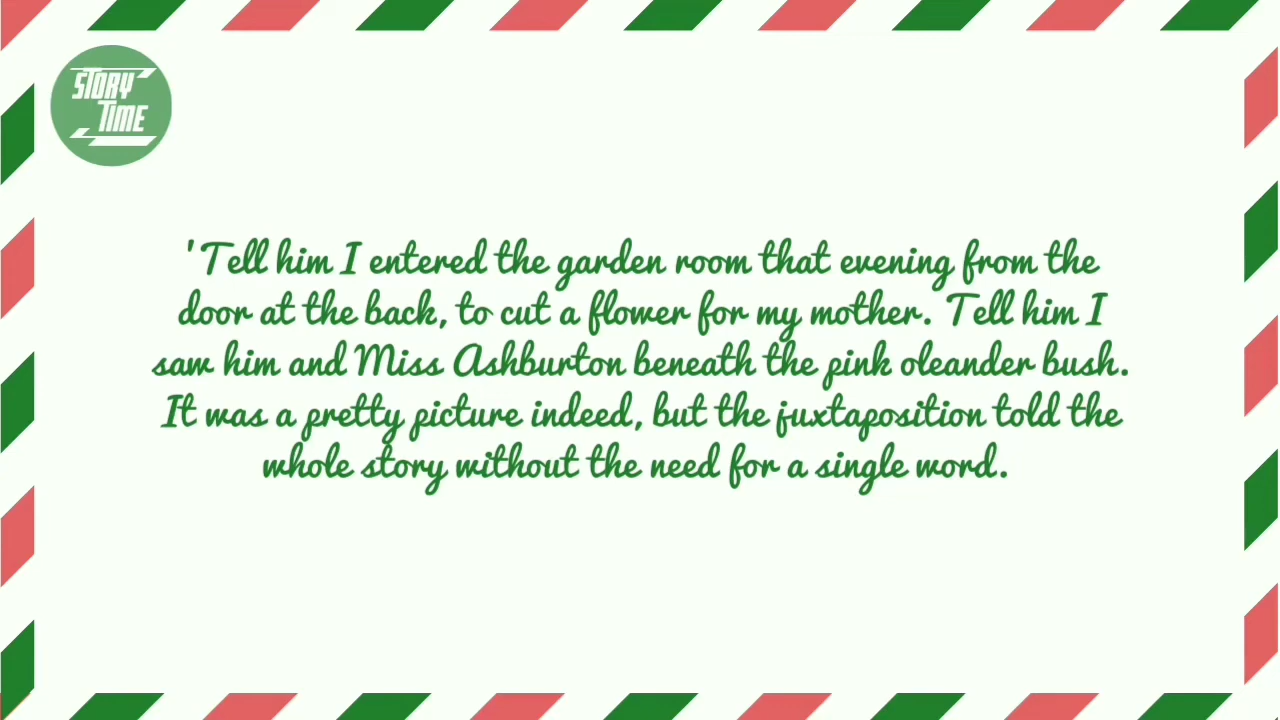 STORY
TIME
'Tell him I entered the garden room that evening from the
door at the back, to cut a flower for my mother. Tell him I
saw him and Miss Ashburton beneath the pink oleander bush.
It was a pretty picture indeed, but the juxtaposition told the
whole story without the need for a single word.